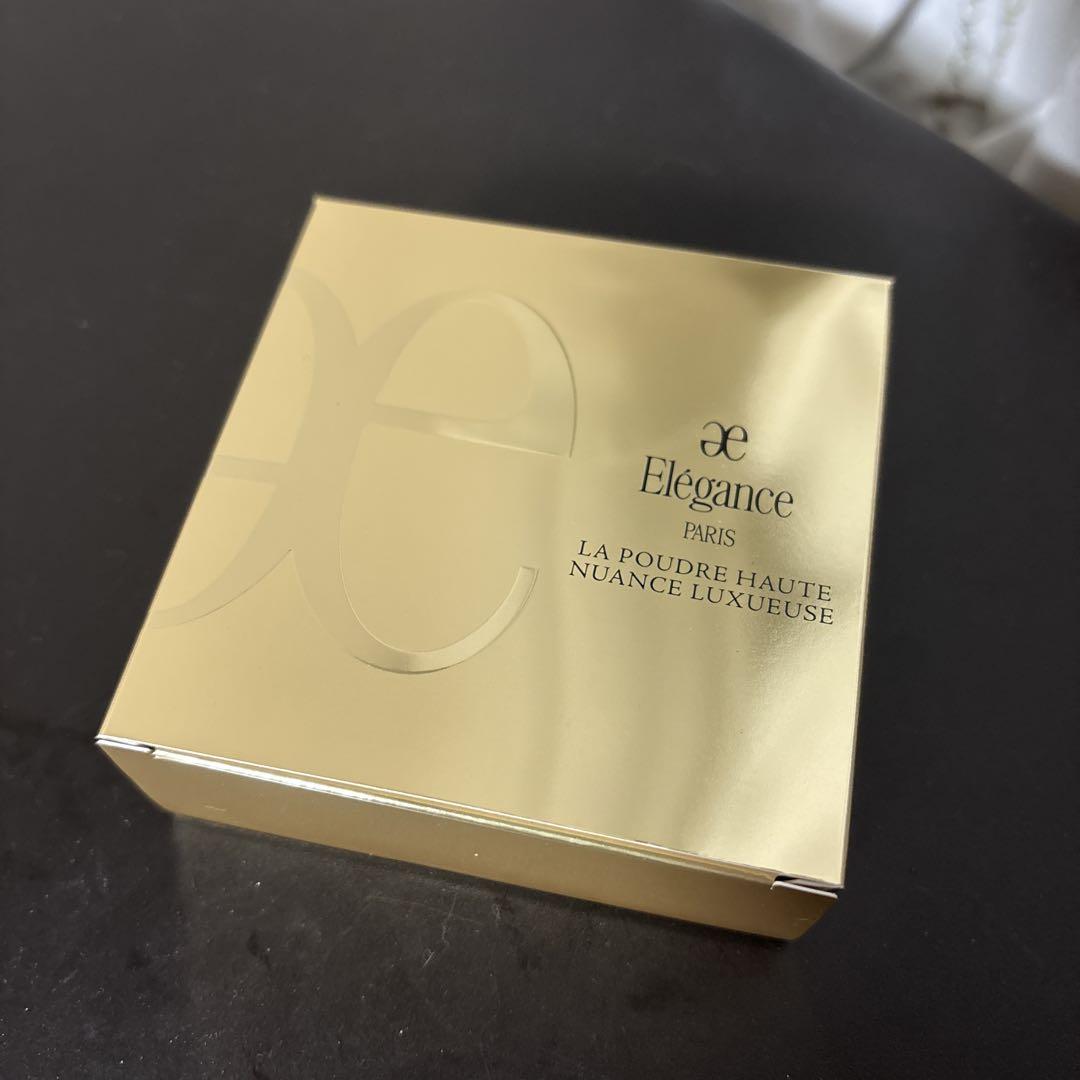 æ
Elégance
PARIS
LA POUDRE HAUTE
NUANCE LUXUEUSE